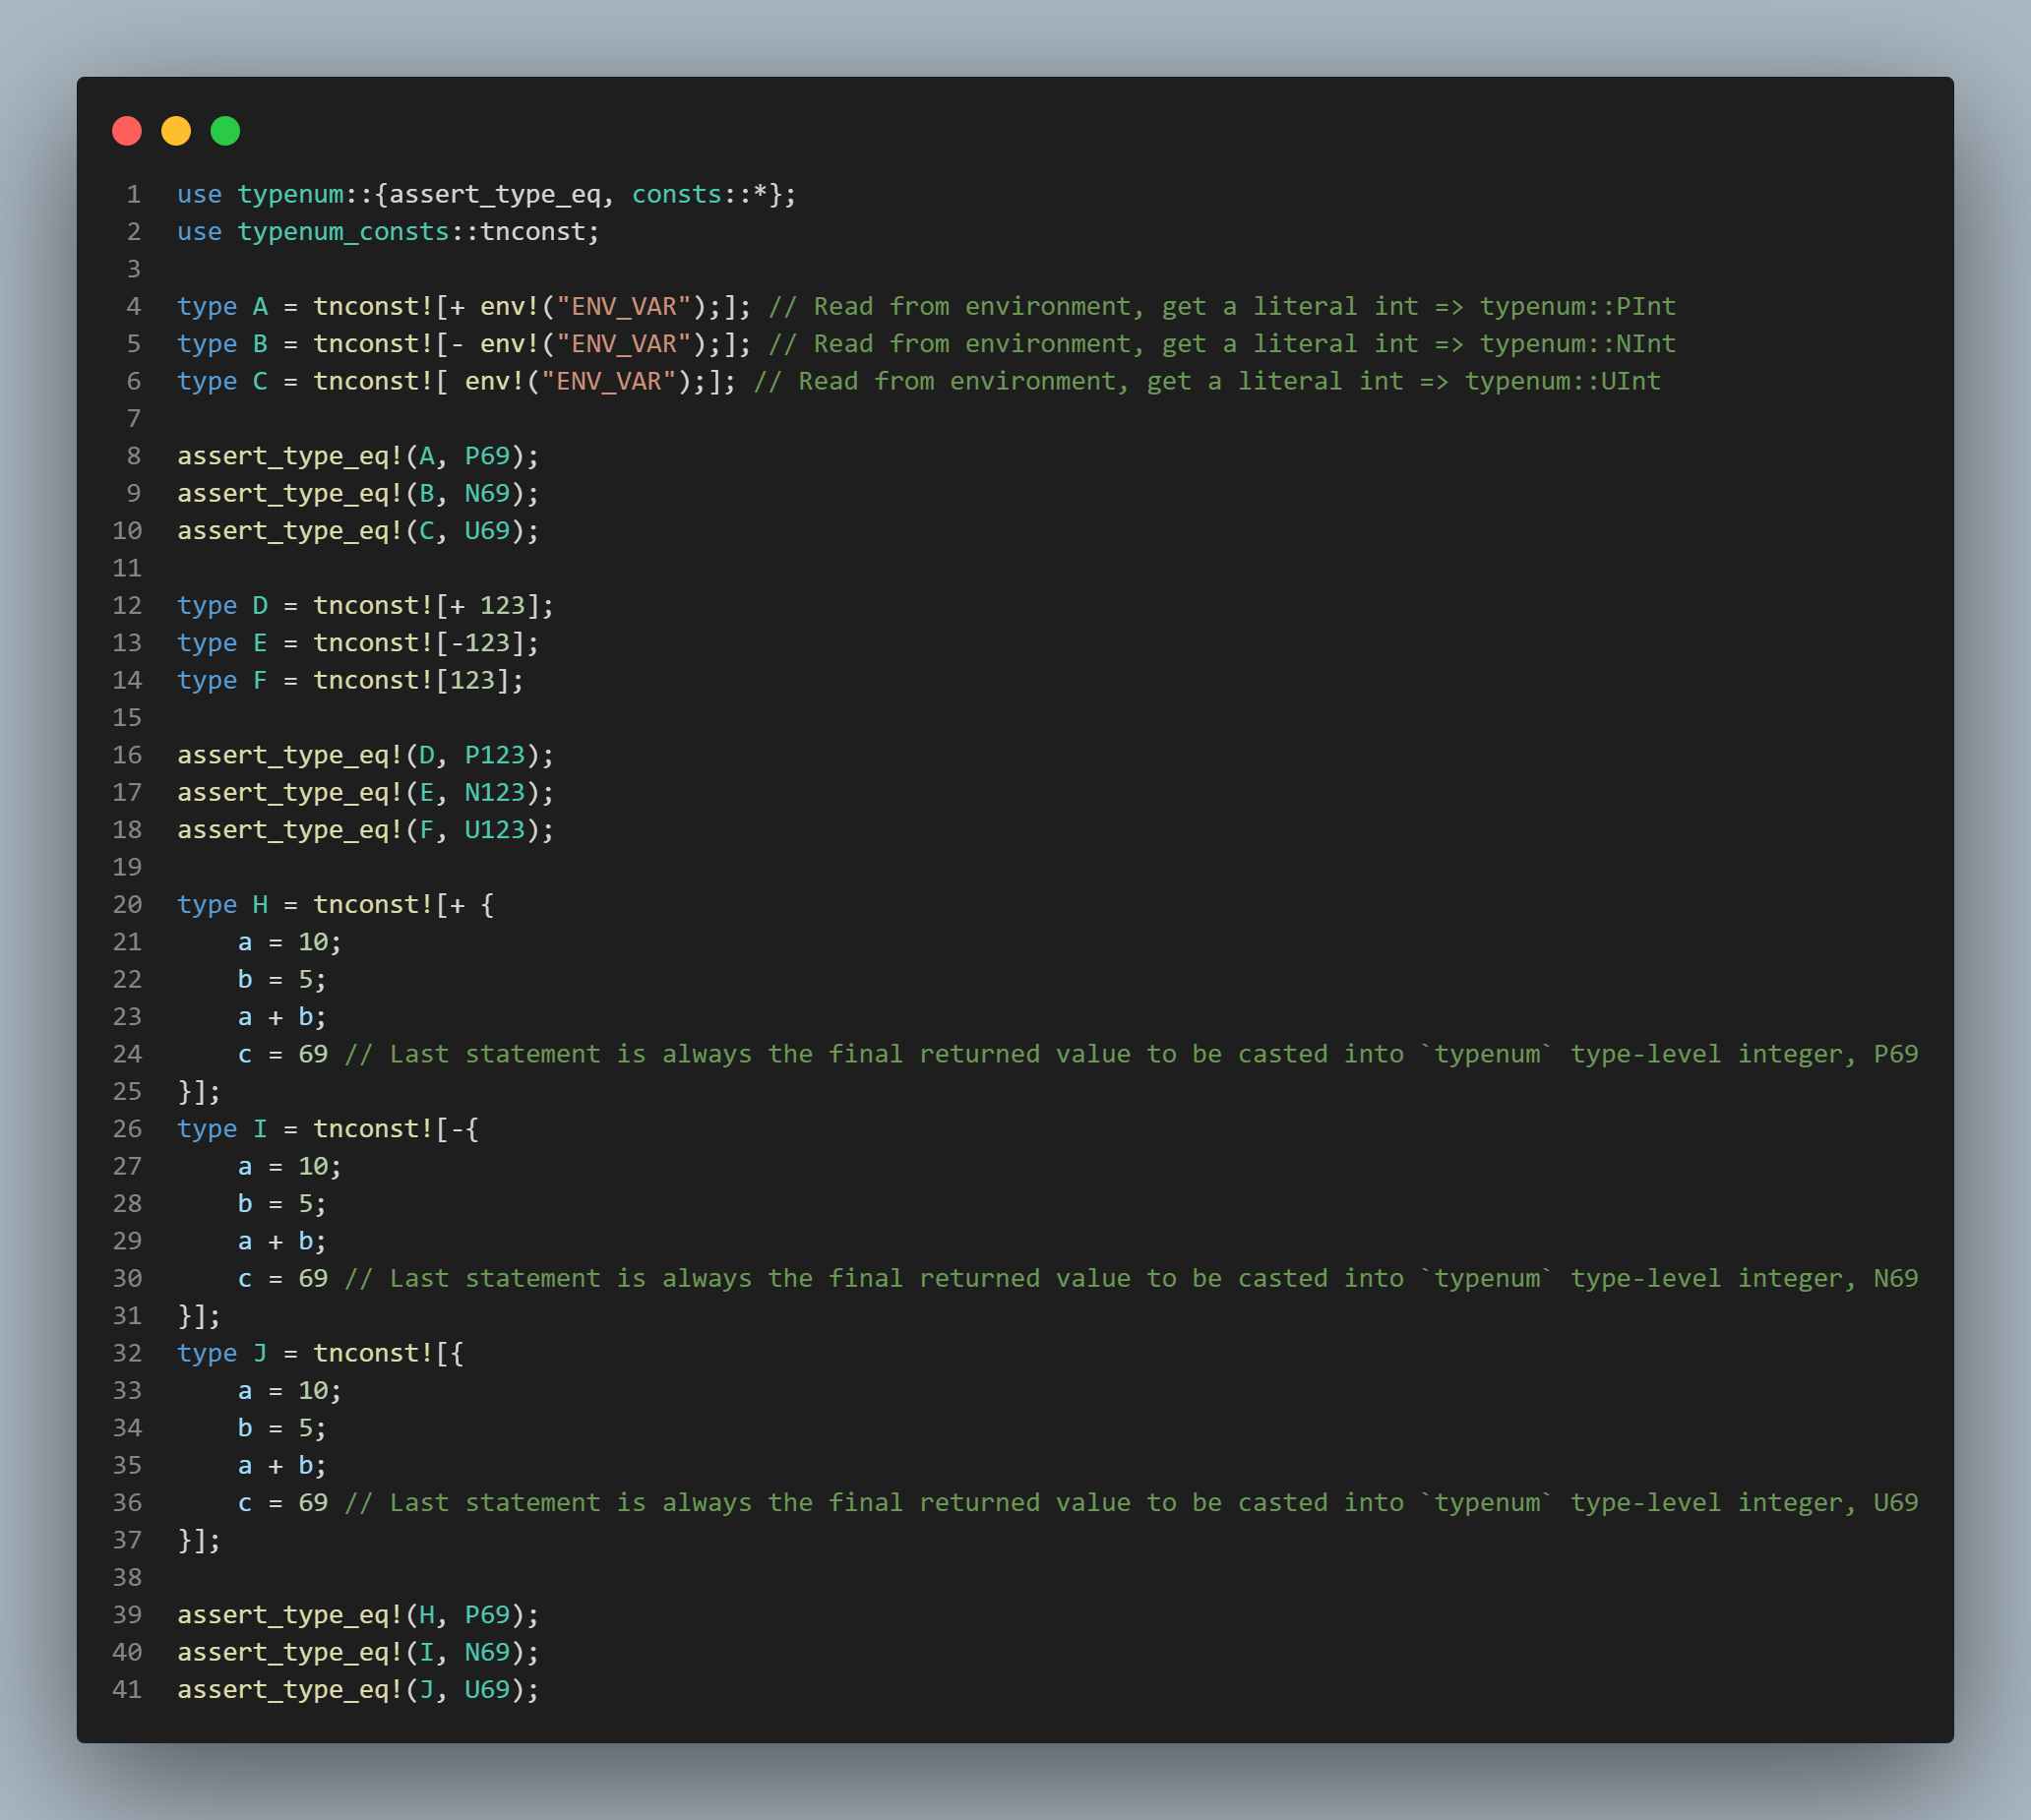 1 use typenum::{assert_type_eq, consts::*};
2 use typenum_consts::tnconst;
3
4 type A = tnconst![+ env!("ENV_VAR");]; // Read from environment, get a literal int => typenum::PInt
5 type B = tnconst![- env!("ENV_VAR");]; // Read from environment, get a literal int => typenum::NInt
6 type C = tnconst![ env!("ENV_VAR");]; // Read from environment, get a literal int => typenum::UInt
7
8 assert_type_eq!(A, P69);
9 assert_type_eq!(B, N69);
10 assert_type_eq!(C, U69);
11
12 type D = tnconst![+ 123];
13 type E = tnconst![-123];
14 type F = tnconst![123];
15
16 assert_type_eq!(D, P123);
17 assert_type_eq!(E, N123);
18 assert_type_eq!(F, U123);
19
20 type H = tnconst![+ {
21     a = 10;
22     b = 5;
23     a + b;
24     c = 69 // Last statement is always the final returned value to be casted into `typenum` type-level integer, P69
25 }];
26 type I = tnconst![-{
27     a = 10;
28     b = 5;
29     a + b;
30     c = 69 // Last statement is always the final returned value to be casted into `typenum` type-level integer, N69
31 }];
32 type J = tnconst![{
33     a = 10;
34     b = 5;
35     a + b;
36     c = 69 // Last statement is always the final returned value to be casted into `typenum` type-level integer, U69
37 }];
38
39 assert_type_eq!(H, P69);
40 assert_type_eq!(I, N69);
41 assert_type_eq!(J, U69);